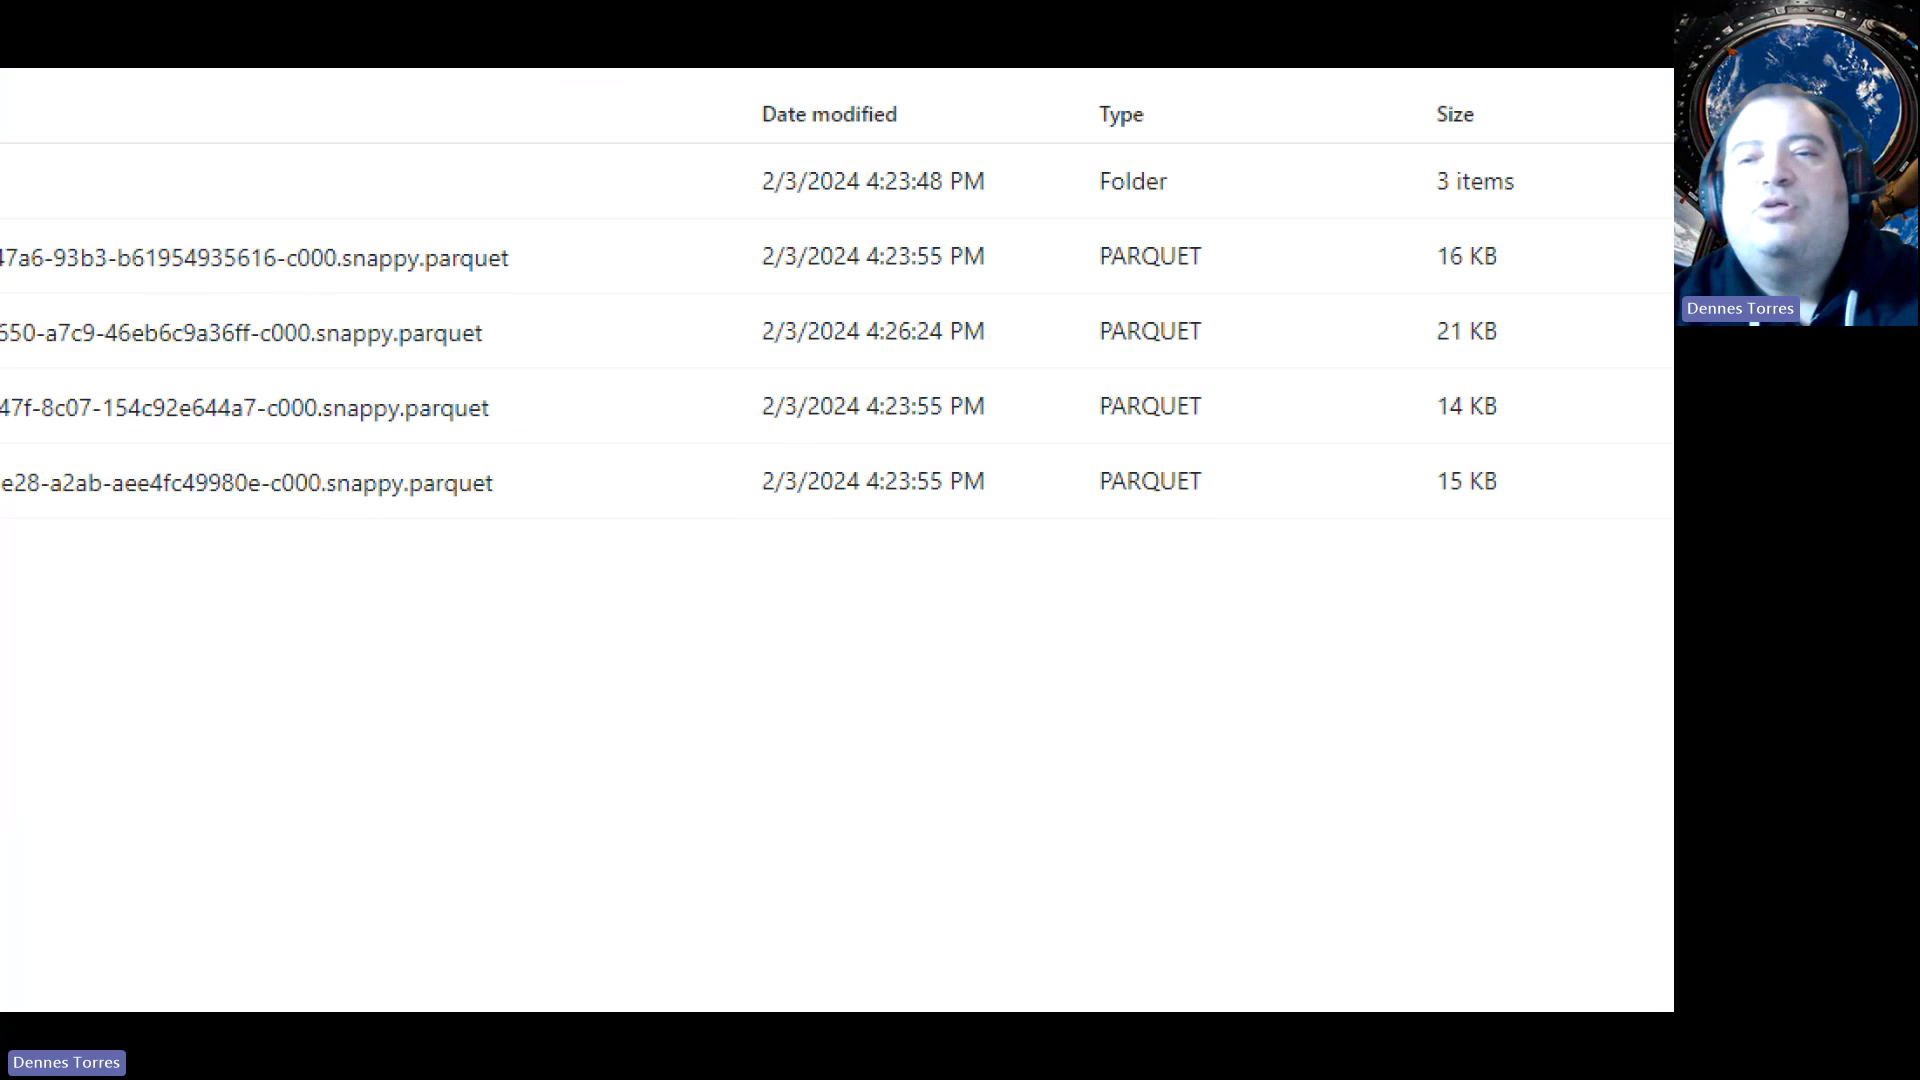 Date modified Type Size
2/3/2024 4:23:48 PM Folder 3 items
47a6-93b3-b61954935616-c000.snappy.parquet 2/3/2024 4:23:55 PM PARQUET 16 KB
650-a7c9-46eb6c9a36ff-c000.snappy.parquet 2/3/2024 4:26:24 PM PARQUET 21 KB
47f-8c07-154c92e644a7-c000.snappy.parquet 2/3/2024 4:23:55 PM PARQUET 14 KB
e28-a2ab-aee4fc49980e-c000.snappy.parquet 2/3/2024 4:23:55 PM PARQUET 15 KB
Dennes Torres
Dennes Torres